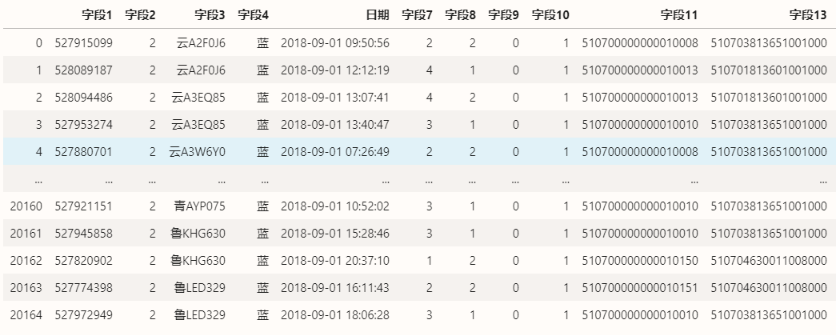 字段1 字段2 字段3 字段4 日期 字段7 字段8 字段9 字段10 字段11 字段13
0 527915099 2 云A2F0J6 蓝 2018-09-01 09:50:56 2 2 0 1 510700000000010008 510703813651001000
1 528089187 2 云A2F0J6 蓝 2018-09-01 12:12:19 4 1 0 1 510700000000010013 510701813651001000
2 528094486 2 云A3EQ85 蓝 2018-09-01 13:07:41 4 2 0 1 510700000000010013 510701813601001000
3 527953274 2 云A3EQ85 蓝 2018-09-01 13:40:47 3 1 0 1 510700000000010010 510703813651001000
4 527880701 2 云A3W6Y0 蓝 2018-09-01 07:26:49 2 2 0 1 510700000000010008 510703813651001000
... ... ... ... ... ... ... ... ... ... ... ...
20160 527921151 2 青AYP075 蓝 2018-09-01 10:52:02 3 1 0 1 510700000000010010 510703813651001000
20161 527945858 2 鲁KHG630 蓝 2018-09-01 15:28:46 3 1 0 1 510700000000010010 510703813651001000
20162 527820902 2 鲁KHG630 蓝 2018-09-01 20:37:10 1 2 0 1 510700000000010150 510704630011008000
20163 527774398 2 鲁LED329 蓝 2018-09-01 16:11:43 2 2 0 1 510700000000010151 510704630011008000
20164 527972949 2 鲁LED329 蓝 2018-09-01 18:06:28 3 1 0 1 510700000000010010 510703813651001000